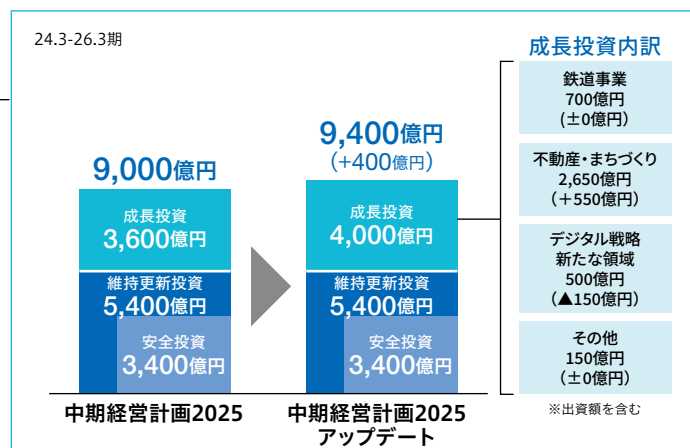 24.3-26.3期
9,000億円
成長投資
3,600億円
維持更新投資
5,400億円
安全投資
3,400億円
中期経営計画2025
9,400億円
(+400億円)
成長投資
4,000億円
維持更新投資
5,400億円
安全投資
3,400億円
中期経営計画2025
アップデート
成長投資内訳
鉄道事業
700億円
(±0億円)
不動産・まちづくり
2,650億円
(+550億円)
デジタル戦略
新たな領域
500億円
(▲150億円)
その他
150億円
(±0億円)
※出資額を含む